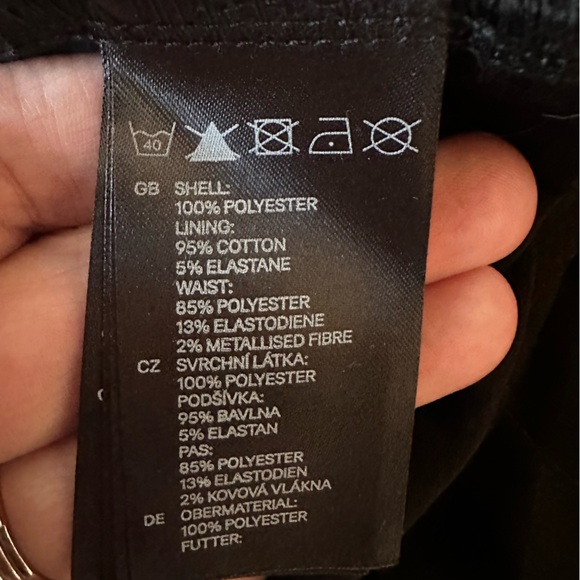 40
GB SHELL:
100% POLYESTER
LINING:
95% COTTON
5% ELASTANE
WAIST:
85% POLYESTER
13% ELASTODIENE
2% METALLISED FIBRE
CZ SVRCHNÍ LÁTKA:
100% POLYESTER
PODŠÍVKA:
95% BAVLNA
5% ELASTAN
PAS:
85% POLYESTER
13% ELASTODIEN
2% KOVOVÁ VLÁKNA
DE OBERMATERIAL:
100% POLYESTER
FUTTER: